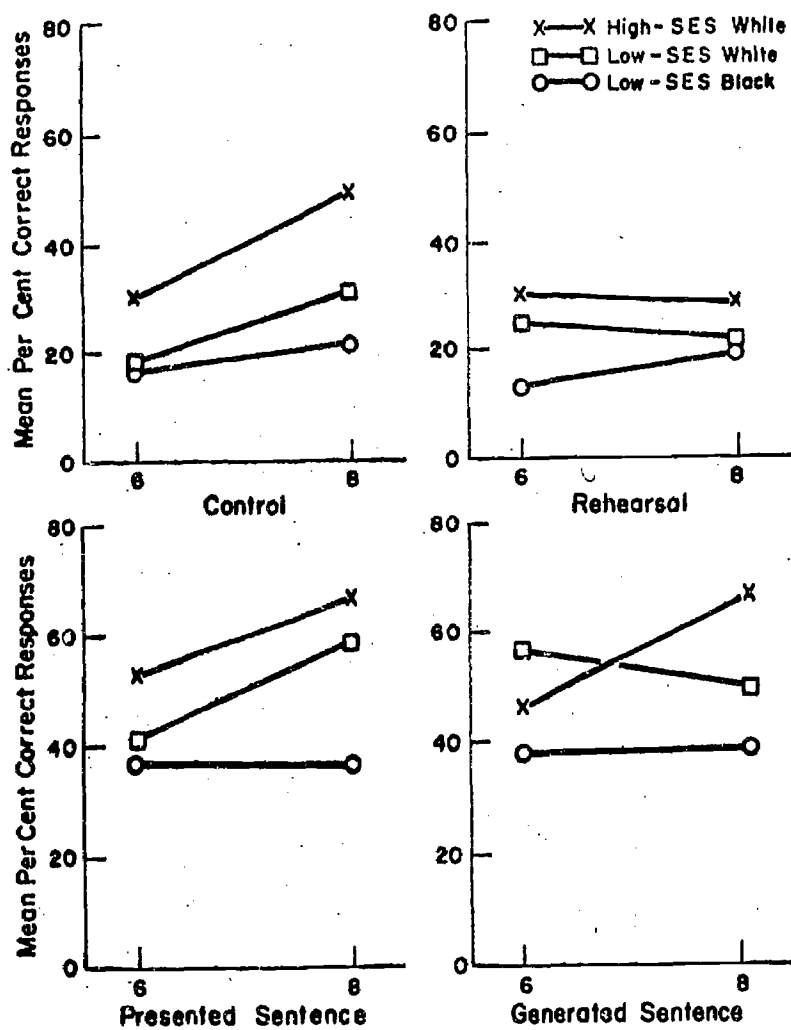 X—X High-SES White
□—□ Low-SES White
O—O Low-SES Black
Mean Per Cent Correct Responses
80
60
40
20
0
6 8
Control
80
60
40
20
0
6 8
Rehearsal
Mean Per Cent Correct Responses
80
60
40
20
0
6 8
Presented Sentence
80
60
40
20
0
6 8
Generated Sentence